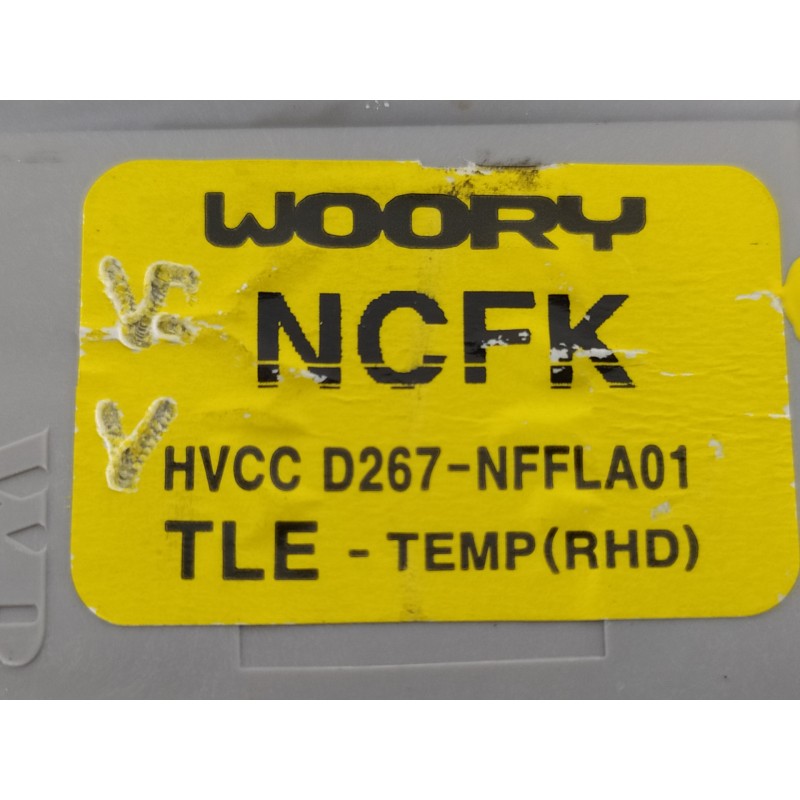 WOORY
NCFK
HVCC D267-NFFLA01
TLE - TEMP(RHD)